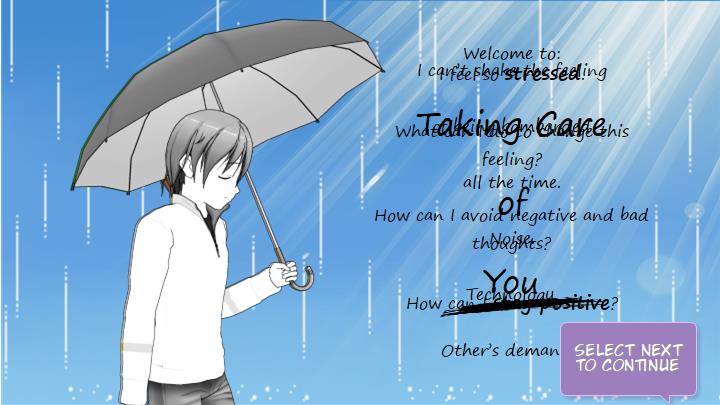 Welcome to:
I can't shake the feeling
I feel so stressed!
Taking Care
What can I do to change this
feeling?
all the time.
of
How can I avoid negative and bad
Noise
thoughts?
You
Technology
How can I stay positive?
Other's deman
SELECT NEXT
TO CONTINUE